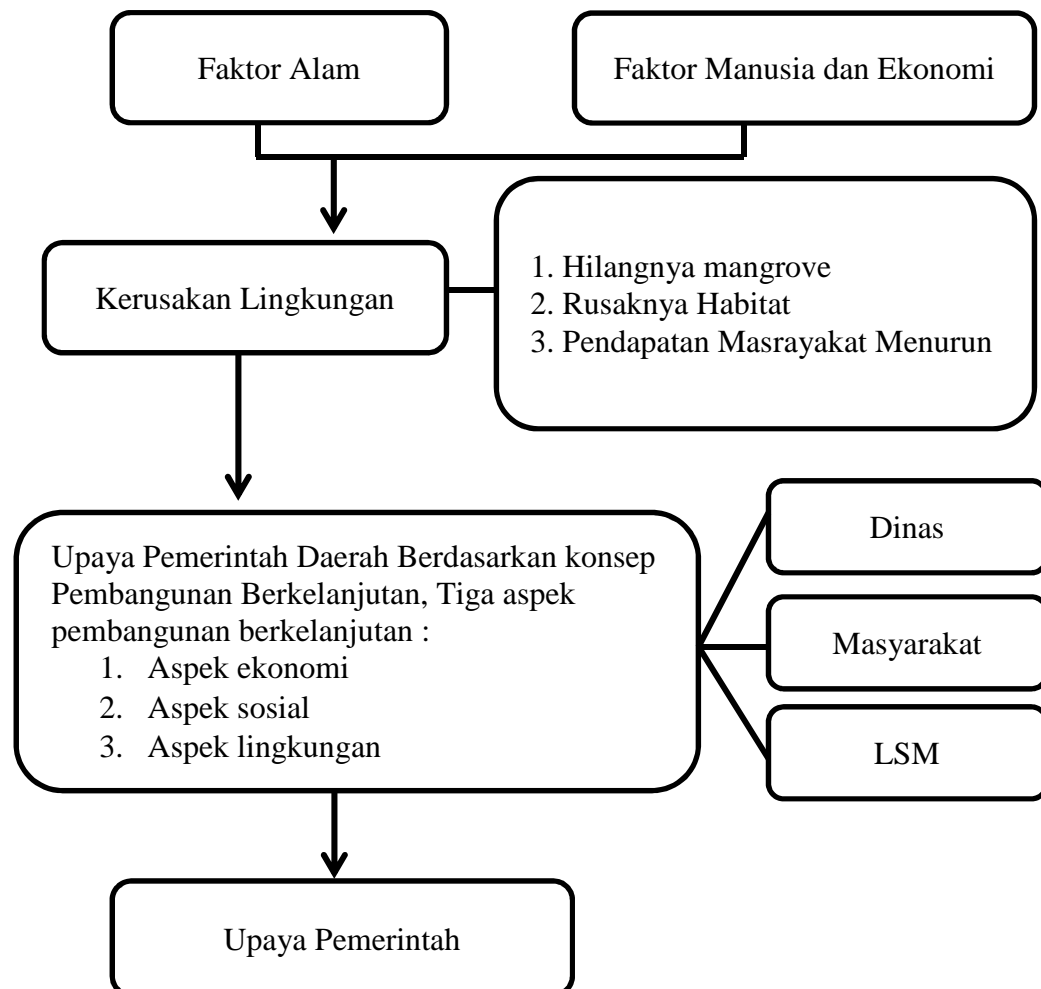 Faktor Alam
Faktor Manusia dan Ekonomi
Kerusakan Lingkungan
1. Hilangnya mangrove
2. Rusaknya Habitat
3. Pendapatan Masrayakat Menurun
Upaya Pemerintah Daerah Berdasarkan konsep
Pembangunan Berkelanjutan, Tiga aspek
pembangunan berkelanjutan :
1. Aspek ekonomi
2. Aspek sosial
3. Aspek lingkungan
Dinas
Masyarakat
LSM
Upaya Pemerintah